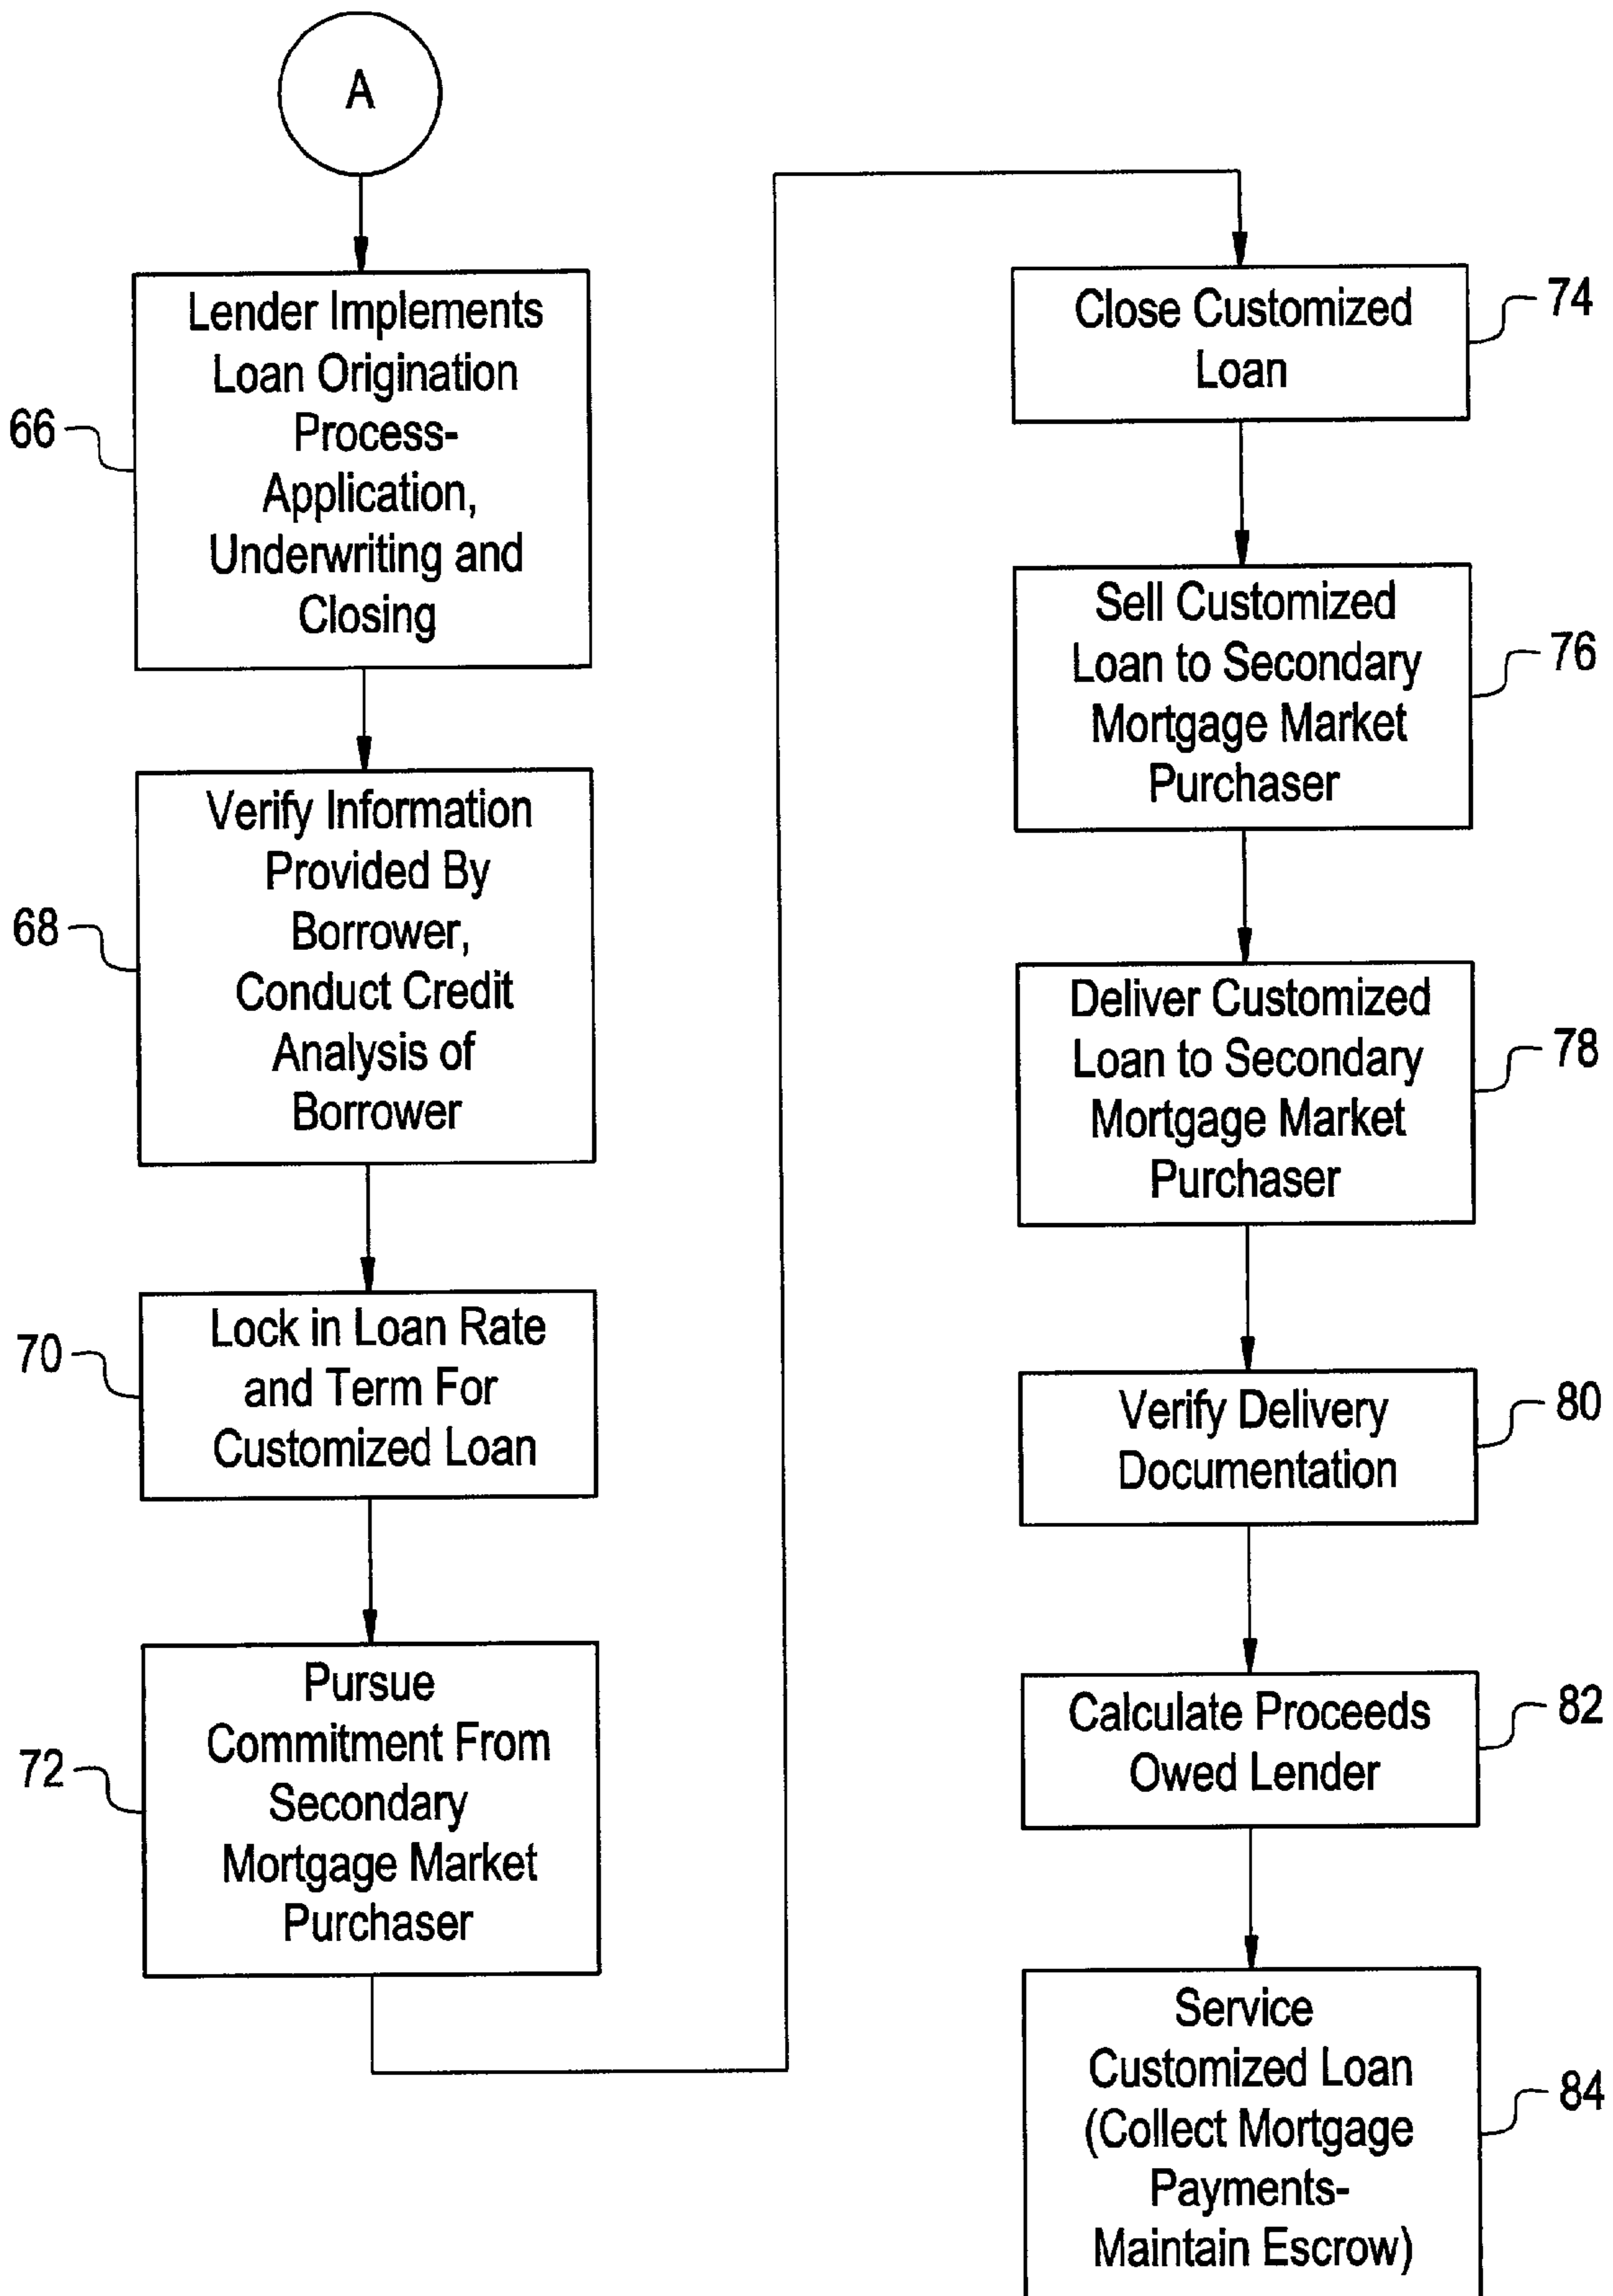 A
66
Lender Implements
Loan Origination
Process-
Application,
Underwriting and
Closing
68
Verify Information
Provided By
Borrower,
Conduct Credit
Analysis of
Borrower
70
Lock in Loan Rate
and Term For
Customized Loan
72
Pursue
Commitment From
Secondary
Mortgage Market
Purchaser
Close Customized
Loan
74
Sell Customized
Loan to Secondary
Mortgage Market
Purchaser
76
Deliver Customized
Loan to Secondary
Mortgage Market
Purchaser
78
Verify Delivery
Documentation
80
Calculate Proceeds
Owed Lender
82
Service
Customized Loan
(Collect Mortgage
Payments-
Maintain Escrow)
84